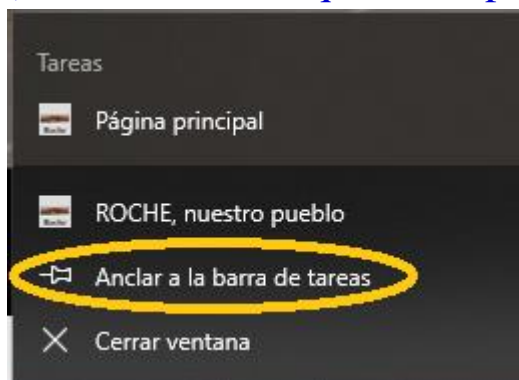 Tareas
Página principal
ROCHE, nuestro pueblo
Anclar a la barra de tareas
Cerrar ventana